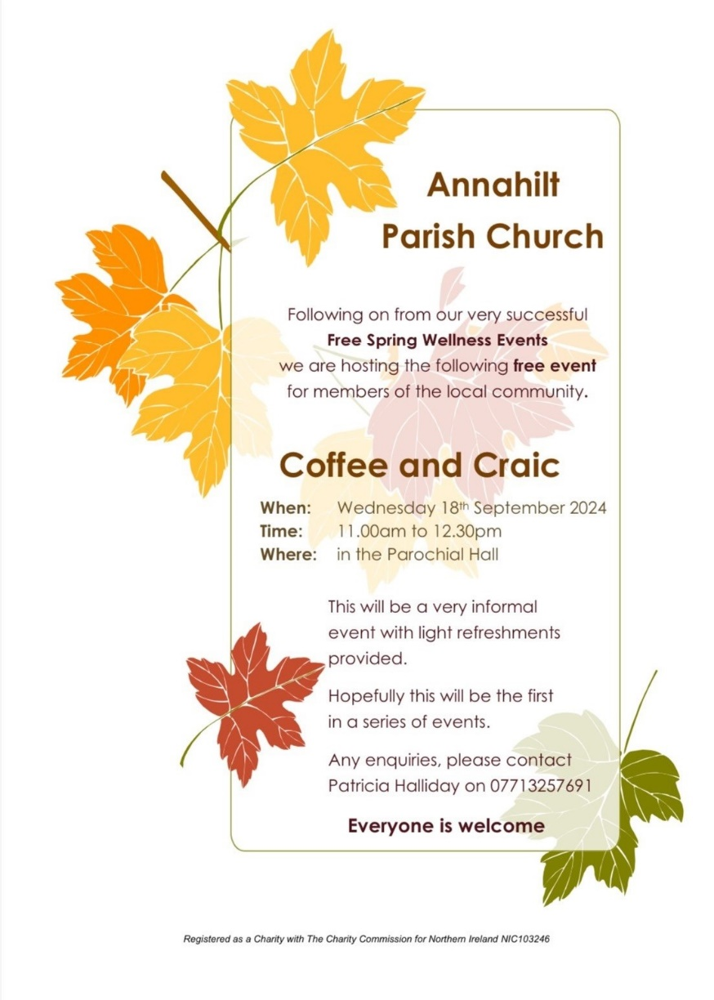 Annahilt
Parish Church
Following on from our very successful
Free Spring Wellness Events
we are hosting the following free event
for members of the local community.
Coffee and Craic
When: Wednesday 18th September 2024
Time: 11.00am to 12.30pm
Where: in the Parochial Hall
This will be a very informal
event with light refreshments
provided.
Hopefully this will be the first
in a series of events.
Any enquiries, please contact
Patricia Halliday on 07713257691
Everyone is welcome
Registered as a Charity with The Charity Commission for Northern Ireland NIC103246